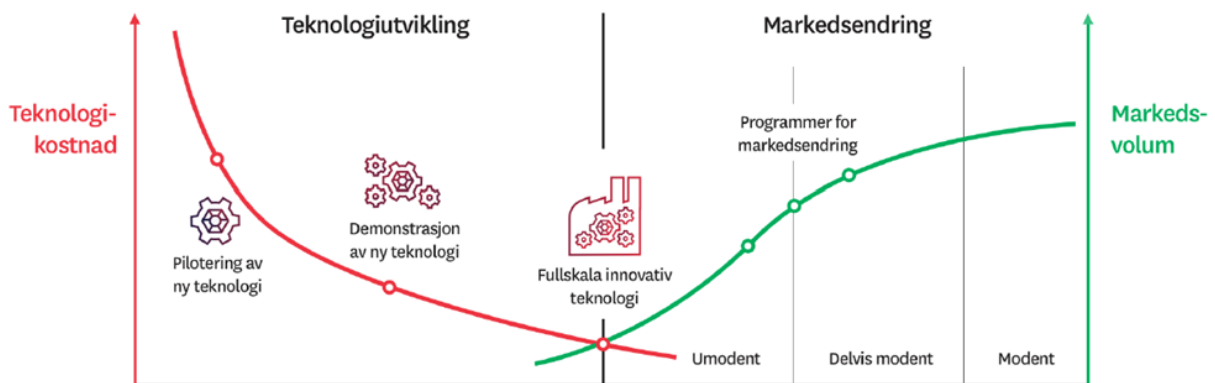 Teknologiutvikling
Markedsendring
Teknologi-
kostnad
Markeds-
volum
Programmer for
markedsendring
Pilotering av
ny teknologi
Demonstrasjon
av ny teknologi
Fullskala innovativ
teknologi
Umodent
Delvis modent
Modent